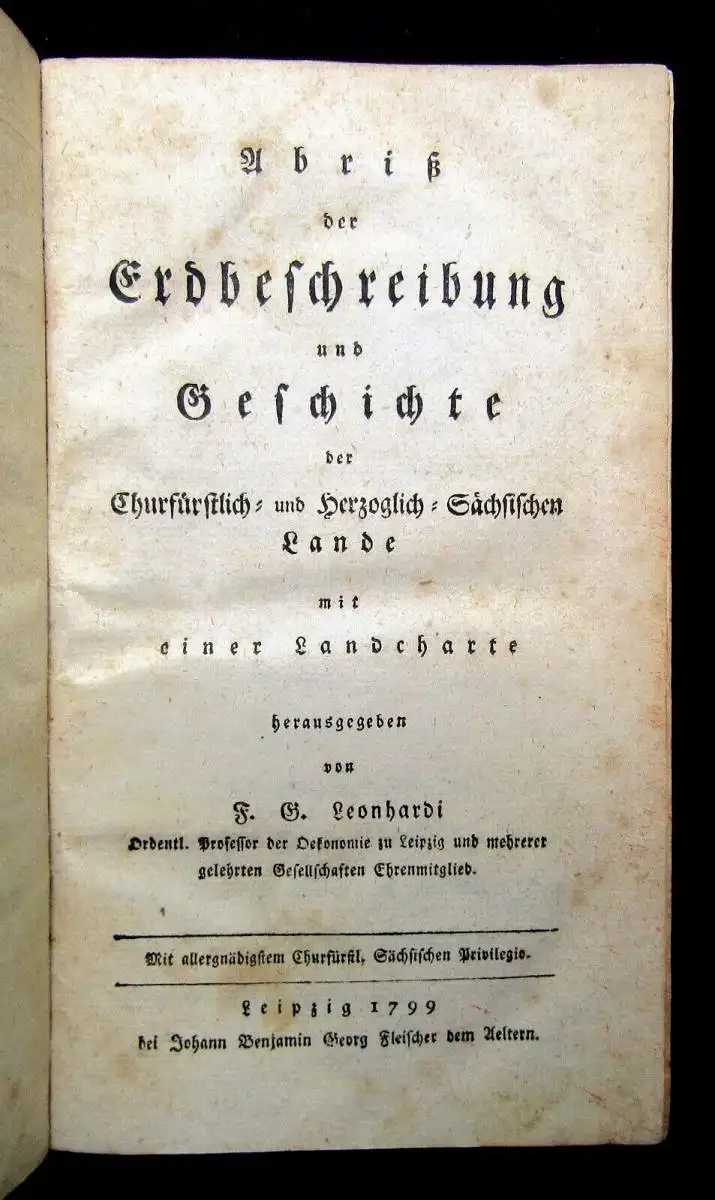 Abriß
der
Erdbeschreibung
und
Geschichte
der
Churfürstlich- und Herzoglich-Sächsischen
Lande
mit
einer Landcharte
herausgegeben
von
F. G. Leonhardi
Ordentl. Professor der Oekonomie zu Leipzig und mehrerer
gelehrten Gesellschaften Ehrenmitglied.
Mit allergnädigstem Churfürstl. Sächsischen Privilegio.
Leipzig 1799
bei Johann Benjamin Georg Fleischer dem Aeltern.